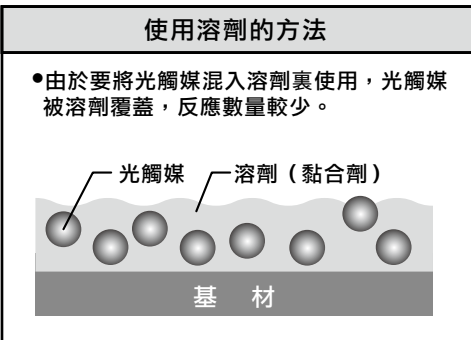 使用溶劑的方法
•由於要將光觸媒混入溶劑裏使用，光觸媒
被溶劑覆蓋，反應數量較少。
光觸媒 溶劑（黏合劑）
基 材